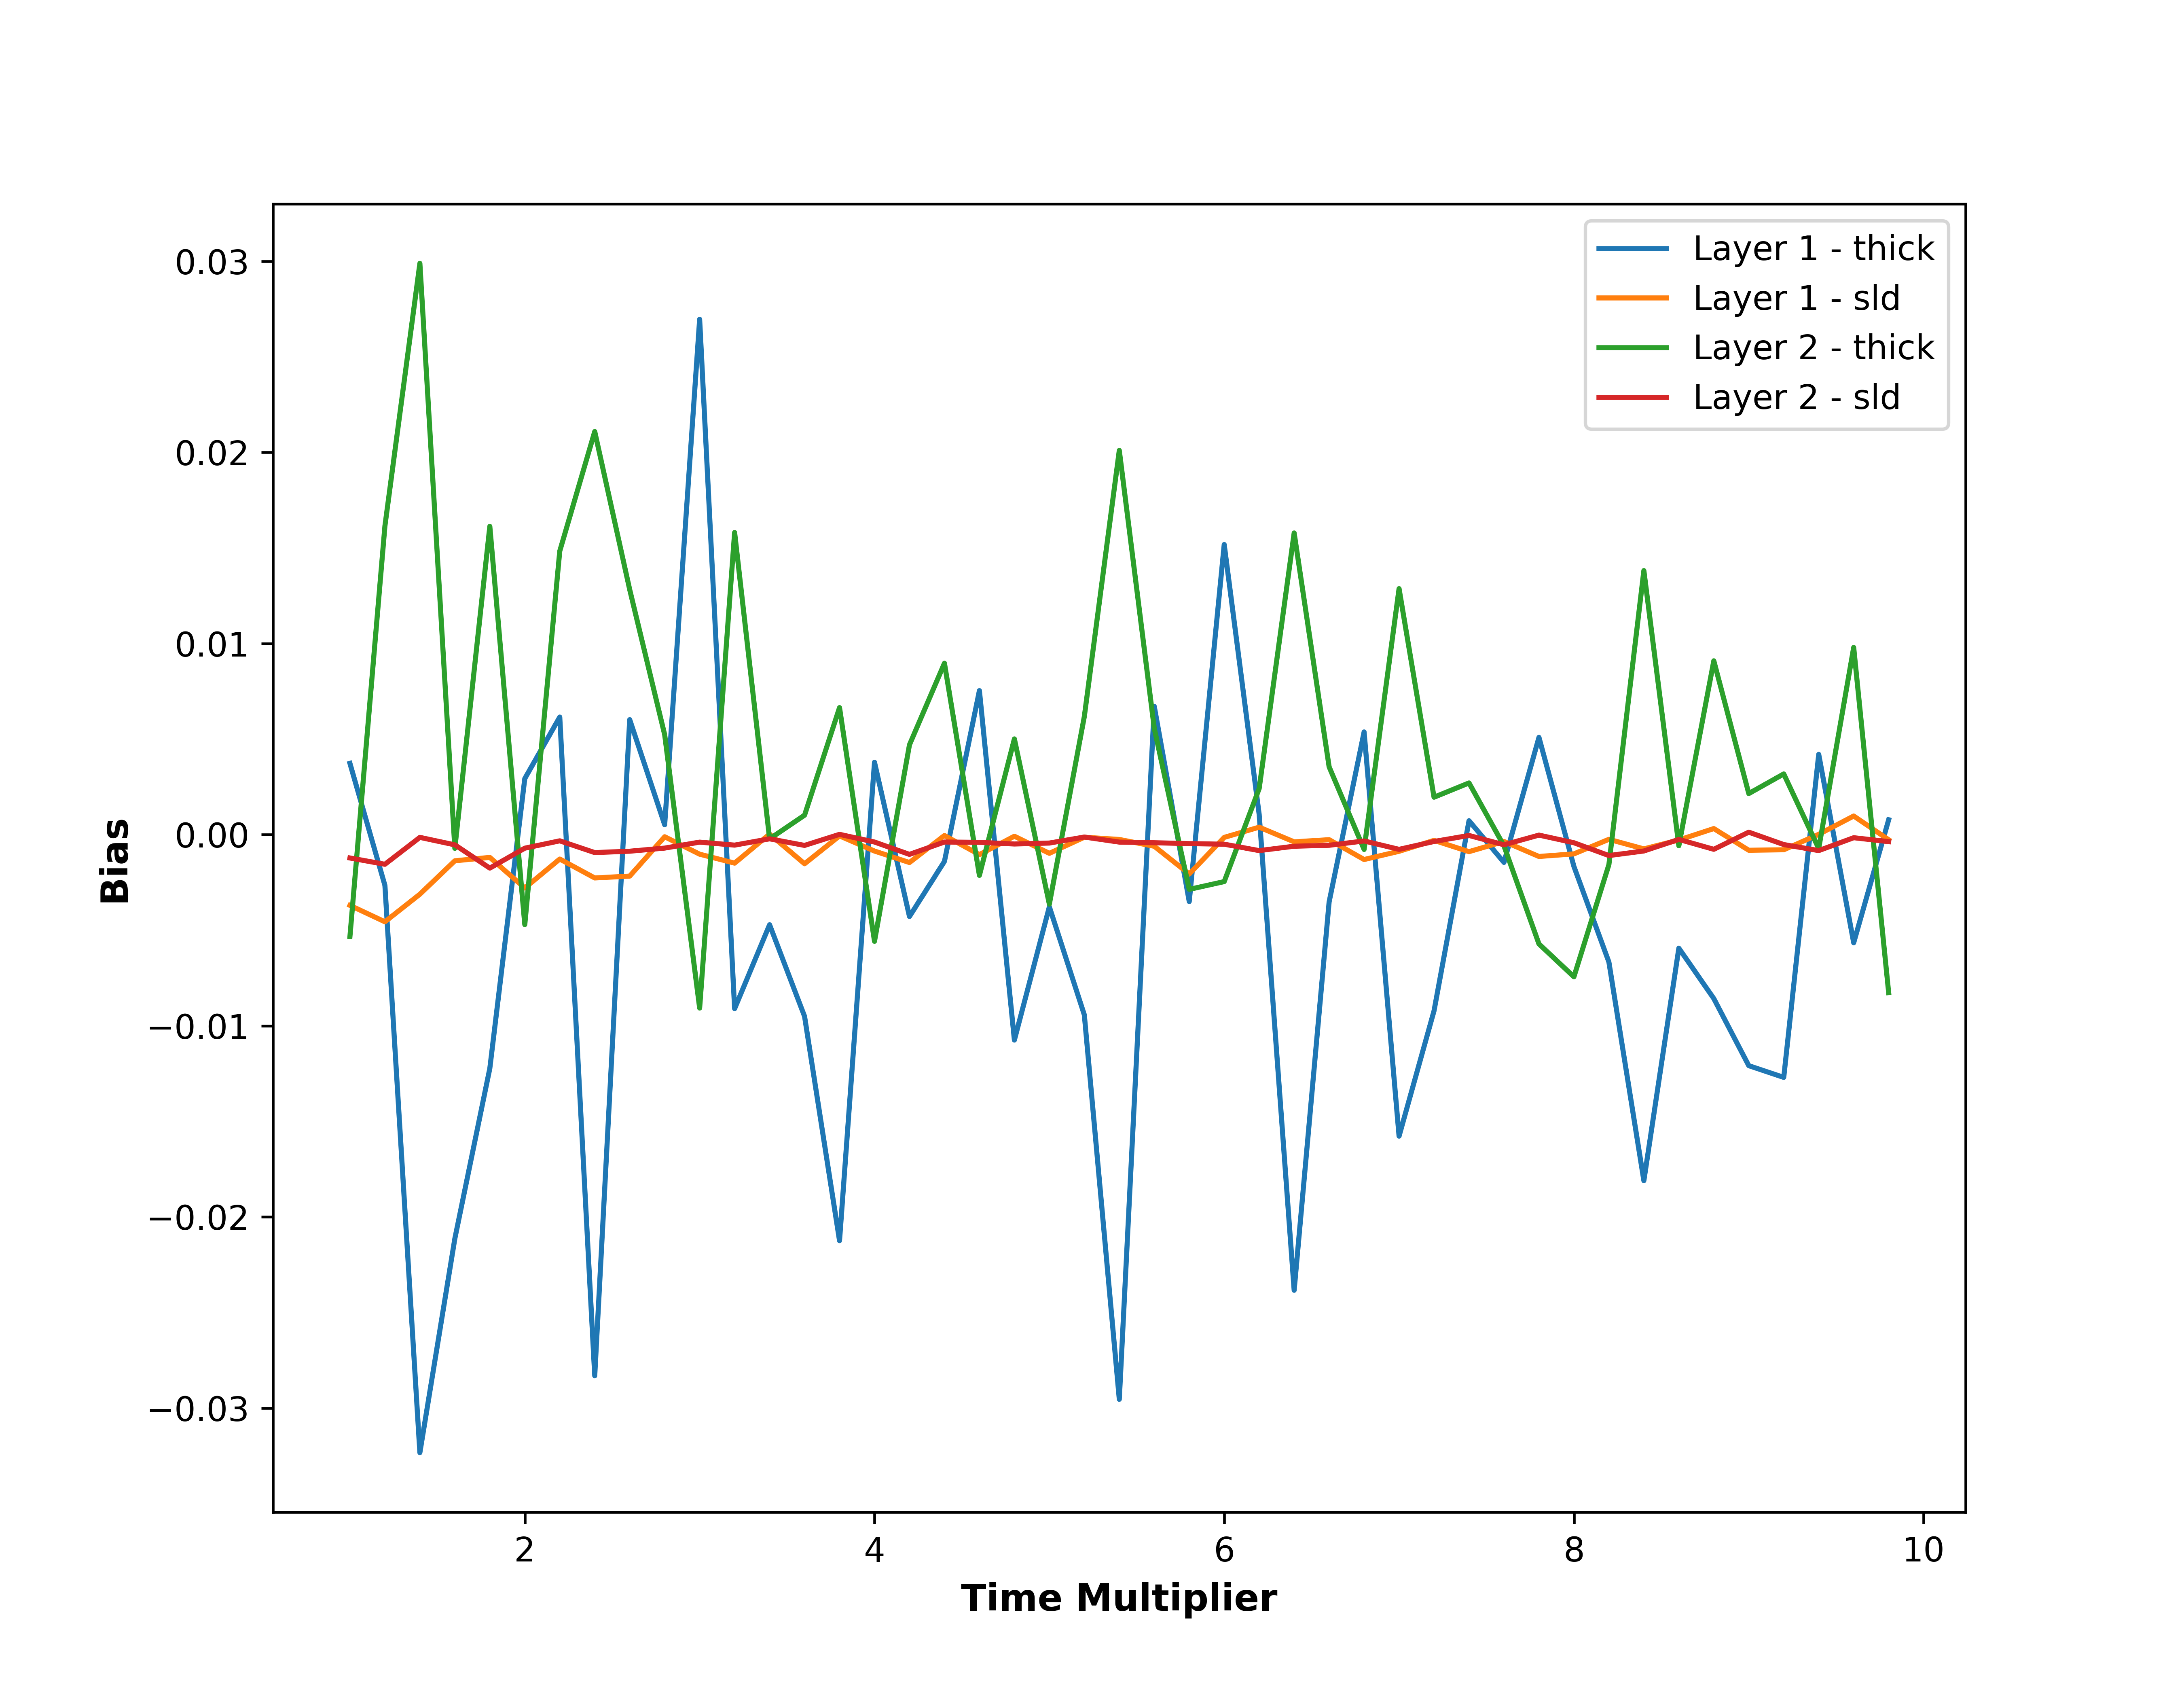 Layer 1 - thick
Layer 1 - sld
Layer 2 - thick
Layer 2 - sld
0.03
0.02
0.01
0.00
−0.01
−0.02
−0.03
Bias
2 4 6 8 10
Time Multiplier